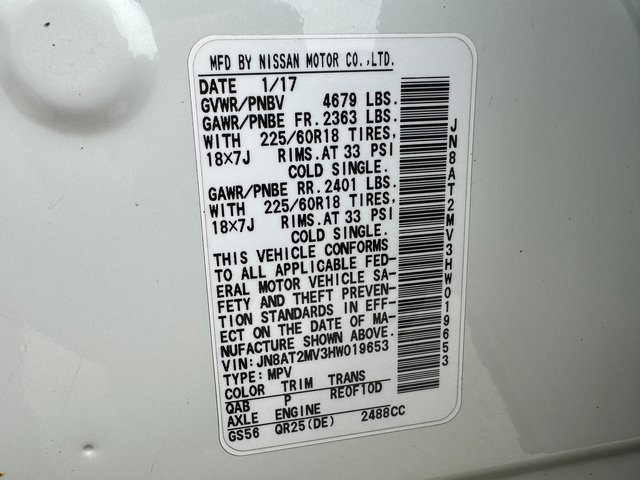 MFD BY NISSAN MOTOR CO.,LTD.
DATE 1/17
GVWR/PNBV 4679 LBS.
GAWR/PNBE FR. 2363 LBS.
WITH 225/60R18 TIRES,
18×7J RIMS. AT 33 PSI
COLD SINGLE.
GAWR/PNBE RR. 2401 LBS.
WITH 225/60R18 TIRES,
18×7J RIMS. AT 33 PSI
COLD SINGLE.
THIS VEHICLE CONFORMS
TO ALL APPLICABLE FED-
ERAL MOTOR VEHICLE SA-
FETY AND THEFT PREVEN-
TION STANDARDS IN EFF-
ECT ON THE DATE OF MA-
NUFACTURE SHOWN ABOVE.
VIN: JN8AT2MV3HW019653
TYPE: MPV
COLOR TRIM TRANS
QAB P RE0F10D
AXLE ENGINE
GS56 QR25(DE) 2488CC
JN8AT2MV3HW019653